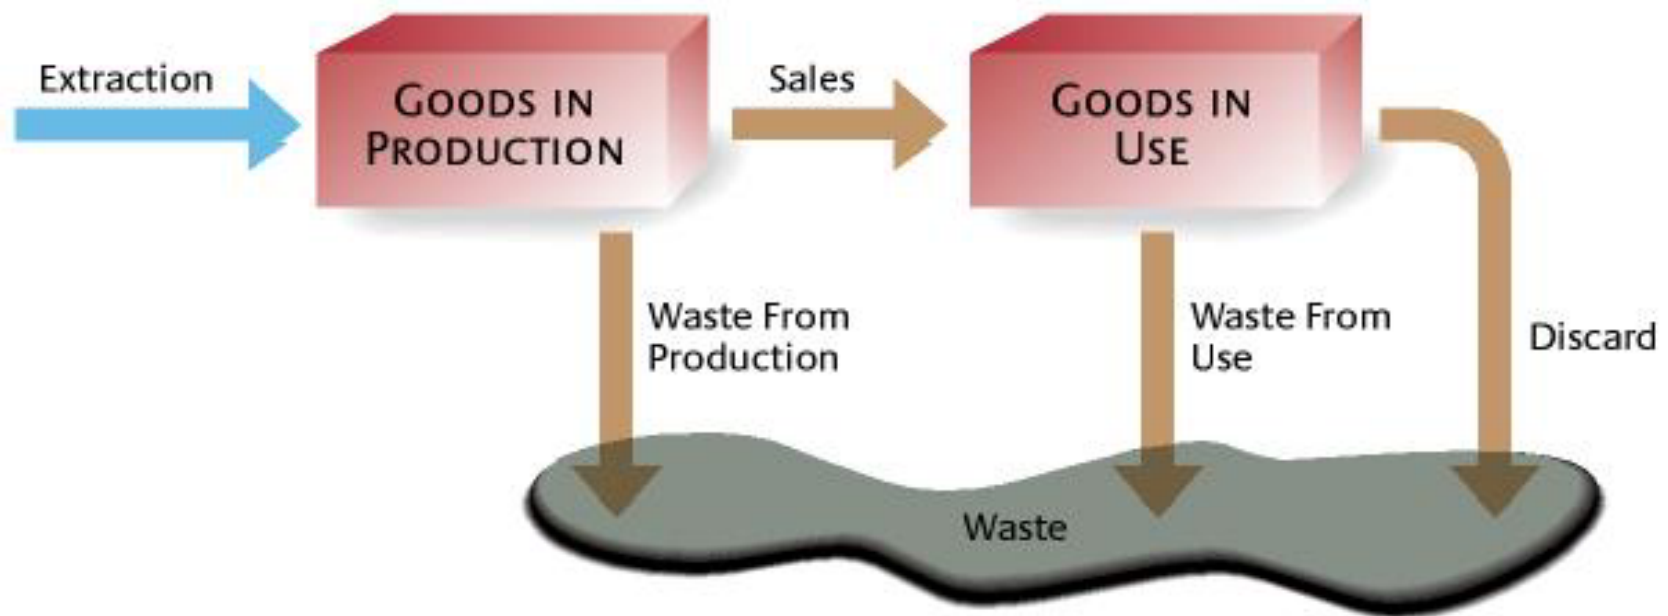 Extraction
GOODS IN
PRODUCTION
Sales
GOODS IN
USE
Waste From
Production
Waste From
Use
Discard
Waste